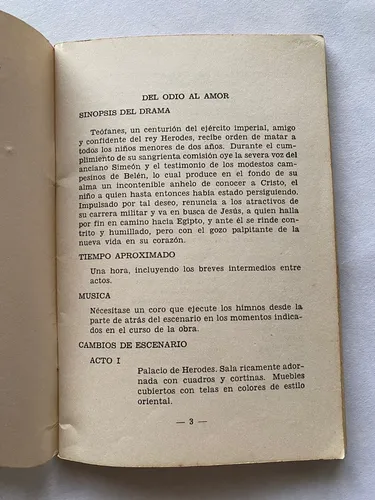 DEL ODIO AL AMOR
SINOPSIS DEL DRAMA
Teófanes, un centurión del ejército imperial, amigo
y confidente del rey Herodes, recibe orden de matar a
todos los niños menores de dos años. Durante el cum-
plimiento de su sangrienta comisión oye la severa voz del
anciano Simeón y el testimonio de los modestos cam-
pesinos de Belén, lo cual produce en el fondo de su
alma un incontenible anhelo de conocer a Cristo, el
niño a quien hasta entonces había estado persiguiendo.
Impulsado por tal deseo, renuncia a los atractivos de
su carrera militar y va en busca de Jesús, a quien halla
por fin en camino hacia Egipto, y ante él se rinde con-
trito y humillado, pero con el gozo palpitante de la
nueva vida en su corazón.
TIEMPO APROXIMADO
Una hora, incluyendo los breves intermedios entre
actos.
MUSICA
Nécesitase un coro que ejecute los himnos desde la
parte de atrás del escenario en los momentos indica-
dos en el curso de la obra.
CAMBIOS DE ESCENARIO
ACTO I
Palacio de Herodes. Sala ricamente ador-
nada con cuadros y cortinas. Muebles
cubiertos con telas en colores de estilo
oriental.
— 3 —